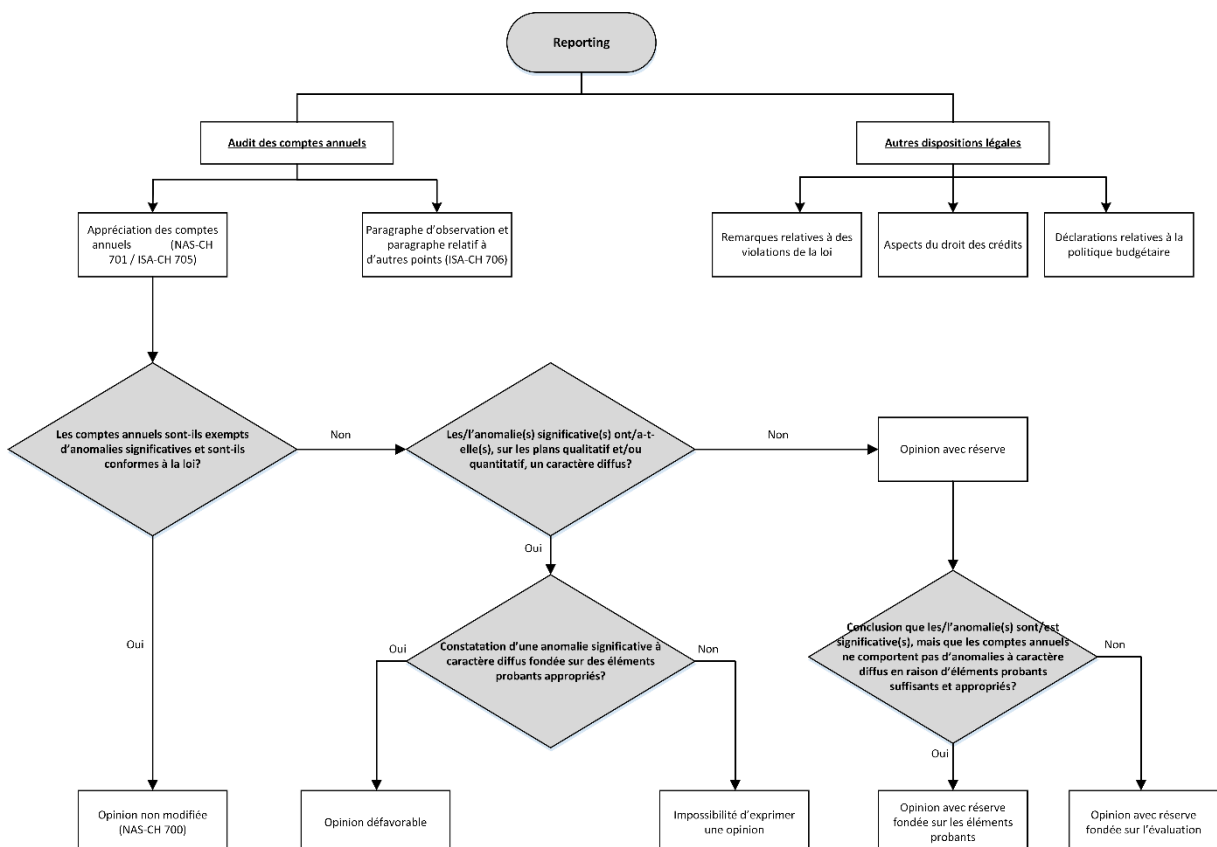 Reporting
Audit des comptes annuels
Autres dispositions légales
Appréciation des comptes
annuels (NAS-CH
701 / ISA-CH 705)
Paragraphe d'observation et
paragraphe relatif à
d'autres points (ISA-CH 706)
Remarques relatives à des
violations de la loi
Aspects du droit des crédits
Déclarations relatives à la
politique budgétaire
Les comptes annuels sont-ils exempts
d'anomalies significatives et sont-ils
conformes à la loi?
Non
Les/l'anomalie(s) significative(s) ont/a-t-
elle(s), sur les plans qualitatif et/ou
quantitatif, un caractère diffus?
Non
Opinion avec réserve
Oui
Oui
Constatation d'une anomalie significative à
caractère diffus fondée sur des éléments
probants appropriés?
Oui
Non
Conclusion que les/l'anomalie(s) sont/est
significative(s), mais que les comptes annuels
ne comportent pas d'anomalies à caractère
diffus en raison d'éléments probants
suffisants et appropriés?
Non
Oui
Opinion non modifiée
(NAS-CH 700)
Opinion défavorable
Impossibilité d'exprimer
une opinion
Opinion avec réserve
fondée sur les éléments
probants
Opinion avec réserve
fondée sur l'évaluation